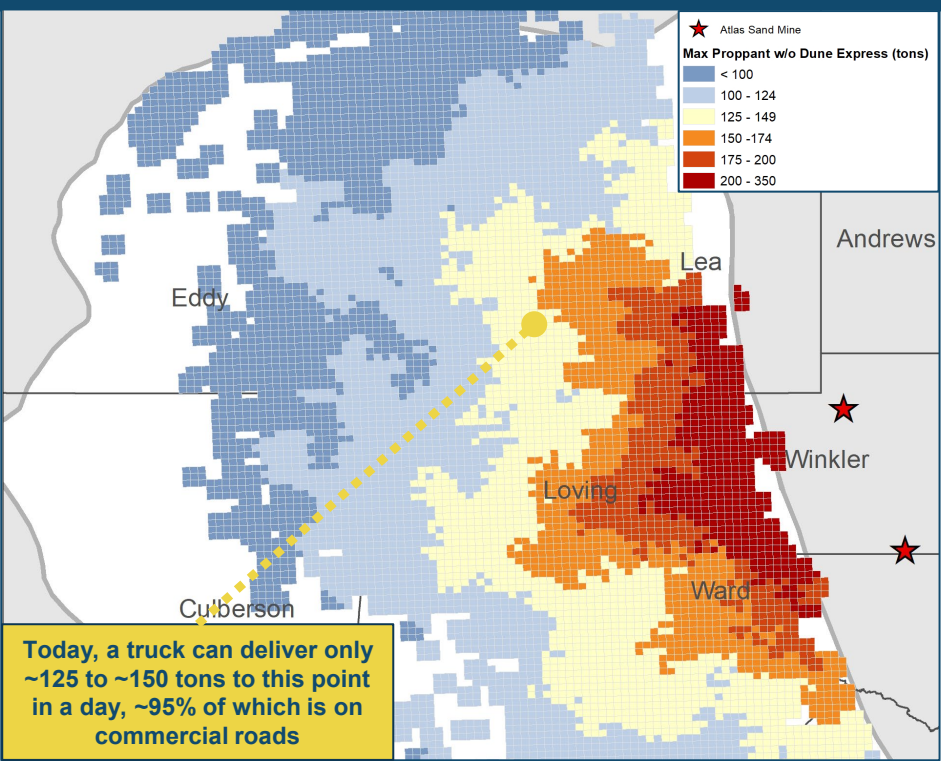 Atlas Sand Mine
Max Proppant w/o Dune Express (tons)
< 100
100 - 124
125 - 149
150 -174
175 - 200
200 - 350
Andrews
Lea
Eddy
Winkler
Loving
Ward
Culberson
Today, a truck can deliver only
~125 to ~150 tons to this point
in a day, ~95% of which is on
commercial roads